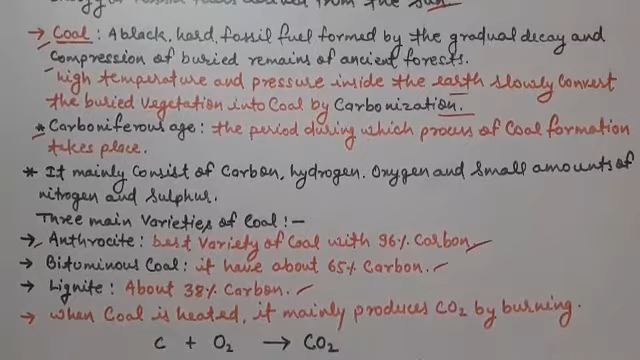 from the Sun
→ Coal: A black, hard, fossil fuel formed by the gradual decay and
compression of buried remains of ancient forests.
high temperature and pressure inside the earth slowly convert
the buried vegetation into Coal by Carbonization.
* Carboniferous age: the period during which process of Coal formation
takes place.
* It mainly consist of Carbon, hydrogen, Oxygen and small amounts of
nitrogen and Sulphur.
Three main Varieties of Coal:-
→ Anthrocite: best Variety of Coal with 96% Carbon
→ Bituminous Coal: it have about 65% Carbon.
→ Lignite: About 38% Carbon.
→ When Coal is heated, it mainly produces CO2 by burning.
C + O2 → CO2